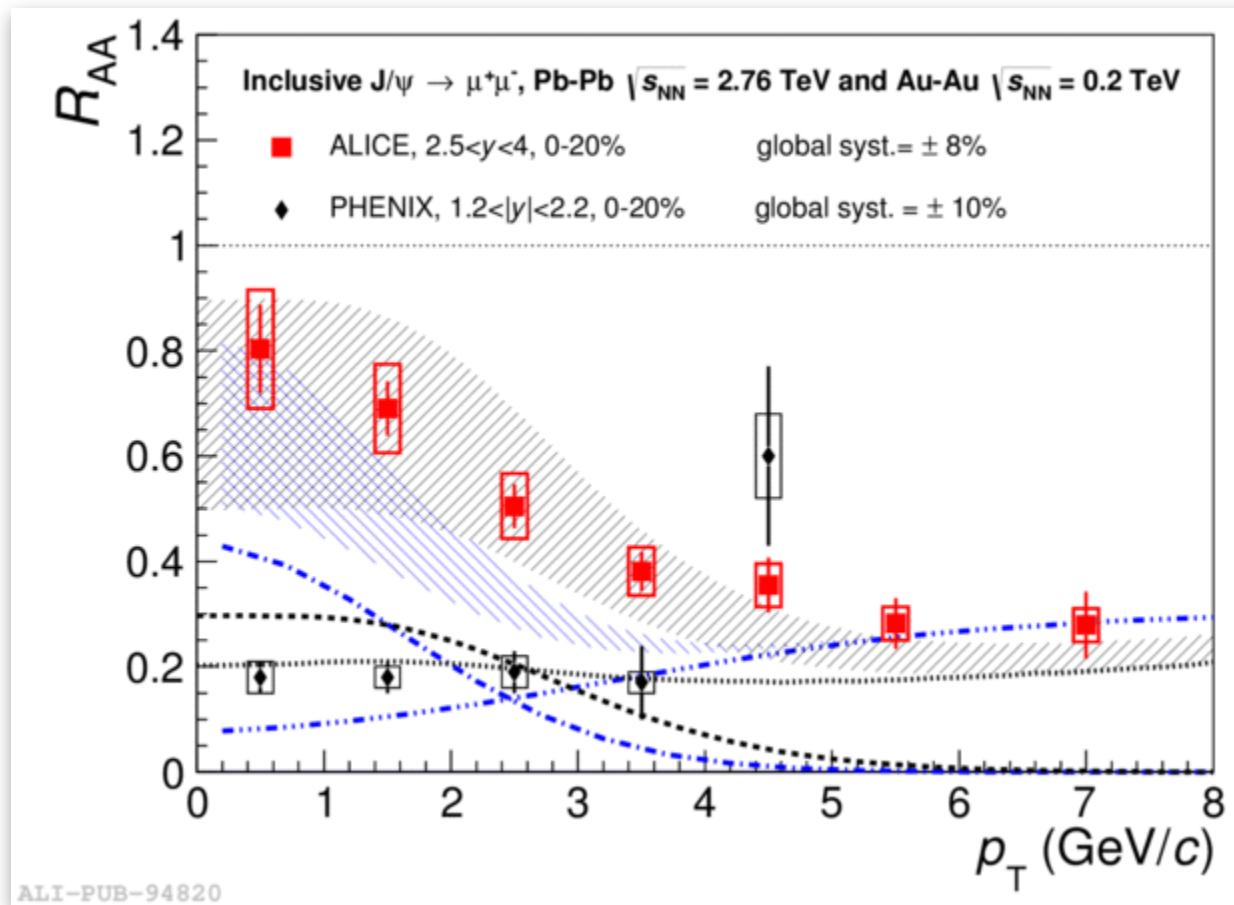 R_AA
1.4
Inclusive J/ψ → μ⁺μ⁻, Pb-Pb √s_NN = 2.76 TeV and Au-Au √s_NN = 0.2 TeV
1.2
ALICE, 2.5<y<4, 0-20% global syst.= ± 8%
PHENIX, 1.2<|y|<2.2, 0-20% global syst. = ± 10%
1
0.8
0.6
0.4
0.2
0
0 1 2 3 4 5 6 7 8
p_T (GeV/c)
ALI-PUB-94820